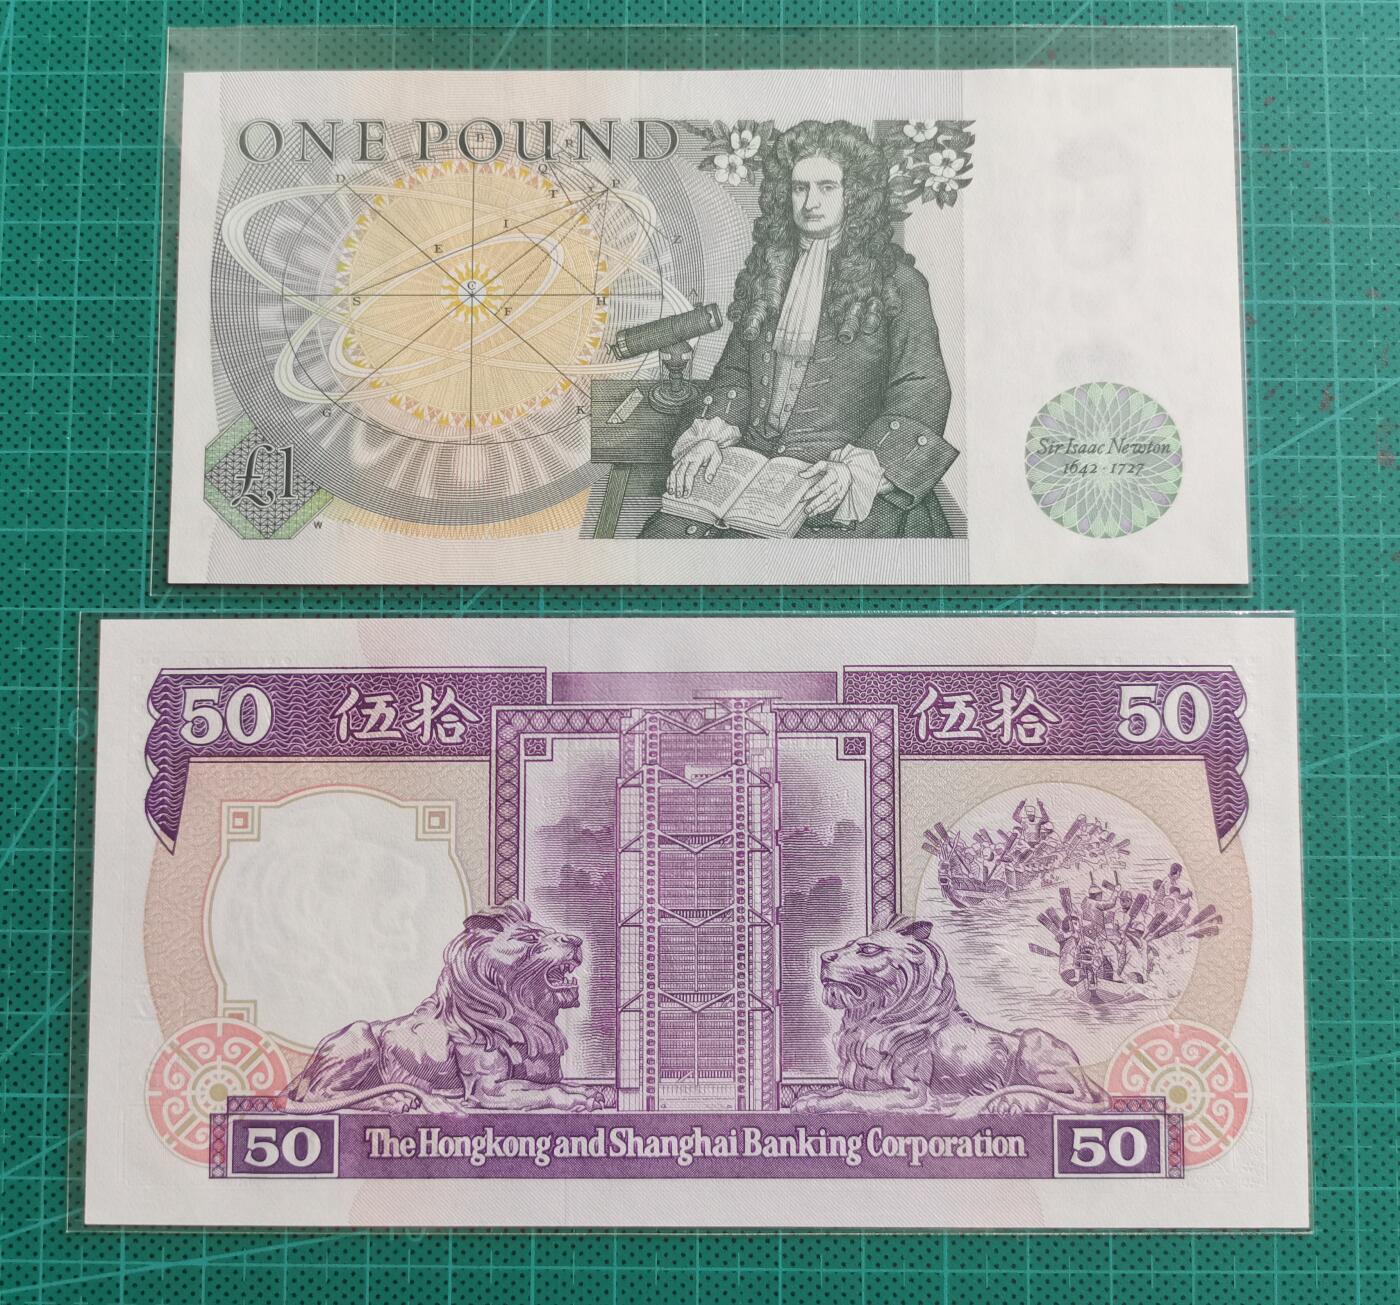 ONE POUND
B
R
D
Q
P
T
X
I
Z
E
C
A
S
H
F
G
K
£1
W
Sir Isaac Newton
1642 · 1727
50 伍拾 伍拾 50
50 The Hongkong and Shanghai Banking Corporation 50